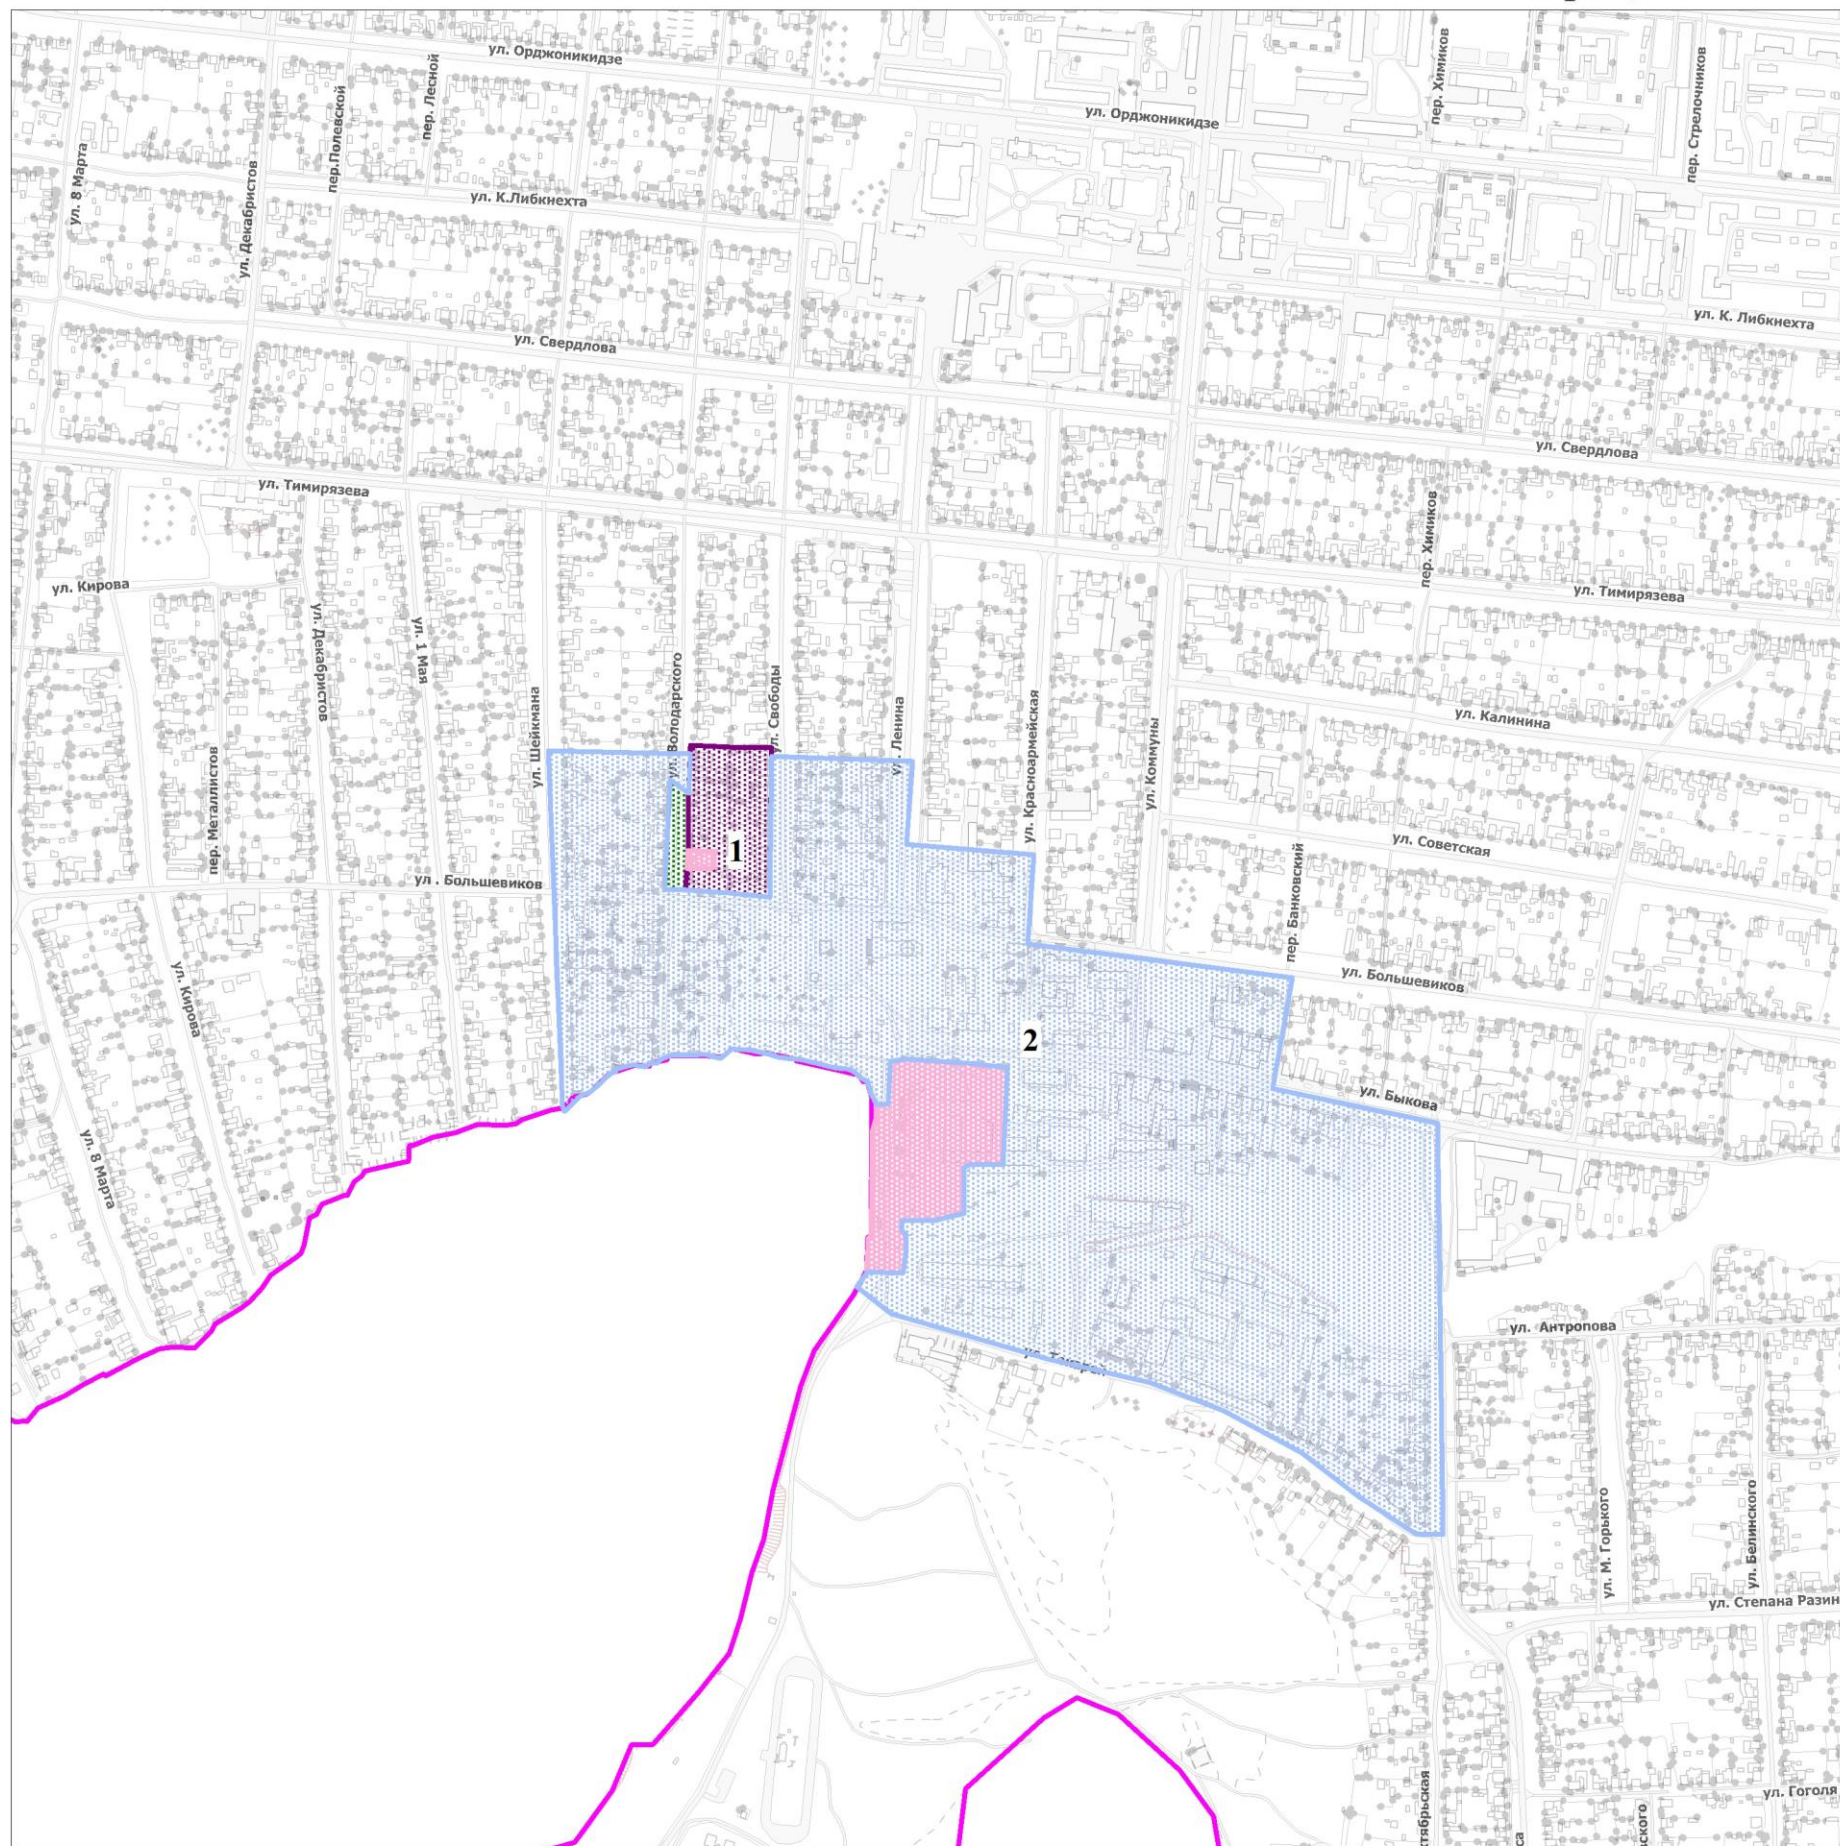 ул. Орджоникидзе
пер. Химиков
пер. Лесной
пер.Полевской
ул. Орджоникидзе
пер. Стрелочников
ул. 8 Марта
ул. Декабристов
ул. К.Либкнехта
ул. К. Либкнехта
ул. Свердлова
ул. Свердлова
ул. Тимирязева
пер. Химиков
ул. Кирова
ул. Тимирязева
ул. Декабристов
ул. 1 Мая
ул. Шейкмана
ул. Володарского
ул. Свободы
ул. Ленина
ул. Красноармейская
ул. Коммуны
ул. Калинина
пер. Металлистов
1
ул. Советская
ул . Большевиков
пер. Банковский
ул. Большевиков
ул. Кирова
2
ул. Быкова
ул. 8 Марта
ул. Антропова
ул. М. Горького
ул. Белинского
ул. Степана Разин
ул. Гоголя
ктябрьская
ского
са